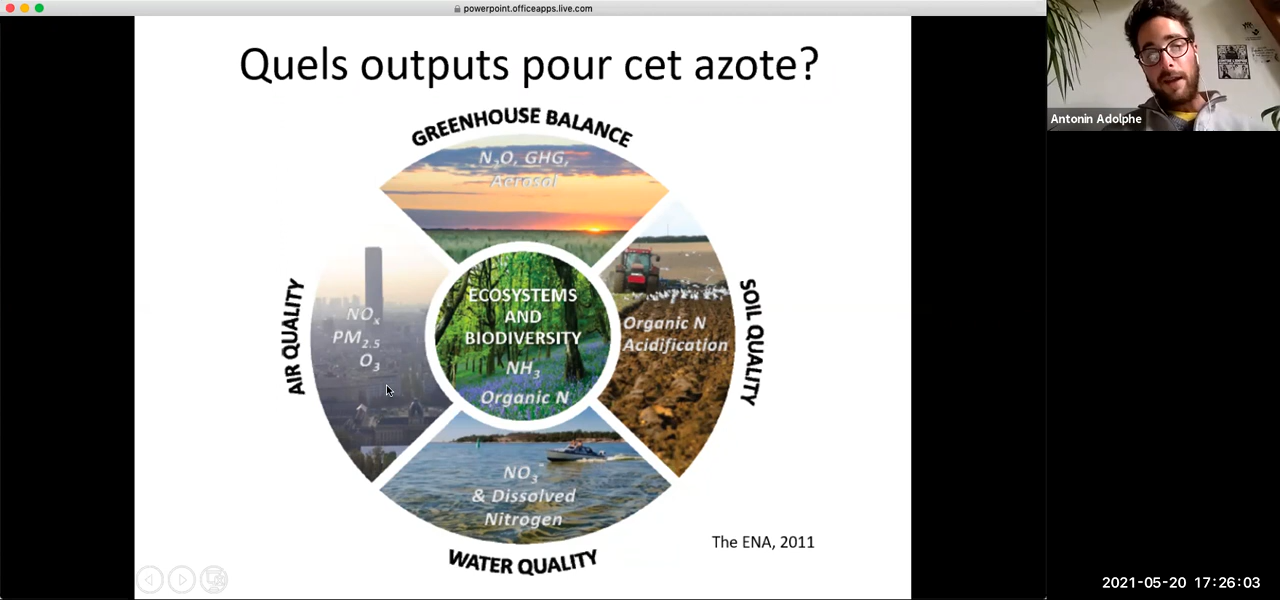 powerpoint.officeapps.live.com
Quels outputs pour cet azote?
GREENHOUSE BALANCE
N₂O, GHG,
Aerosol
AIR QUALITY
NOₓ
PM₂.₅
O₃
ECOSYSTEMS
AND
BIODIVERSITY
NH₃
Organic N
Organic N
Acidification
SOIL QUALITY
NO₃⁻
& Dissolved
Nitrogen
WATER QUALITY
The ENA, 2011
Antonin Adolphe
2021-05-20 17:26:03